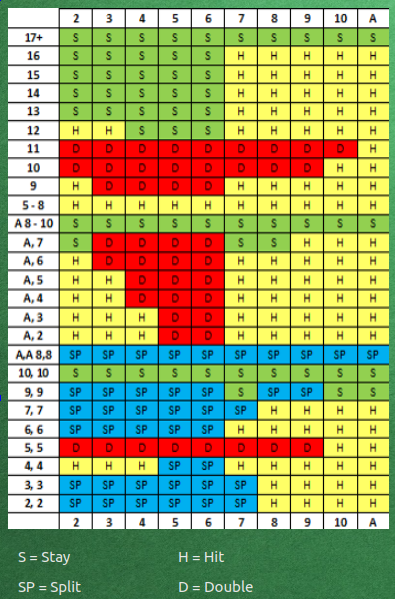 2 3 4 5 6 7 8 9 10 A
17+ S S S S S S S S S S
16 S S S S S H H H H H
15 S S S S S H H H H H
14 S S S S S H H H H H
13 S S S S S H H H H H
12 H H S S S H H H H H
11 D D D D D D D D D H
10 D D D D D D D D H H
9 H D D D D H H H H H
5 - 8 H H H H H H H H H H
A 8 - 10 S S S S S S S S S S
A, 7 S D D D D S S H H H
A, 6 H D D D D H H H H H
A, 5 H H D D D H H H H H
A, 4 H H D D D H H H H H
A, 3 H H H D D H H H H H
A, 2 H H H D D H H H H H
A,A 8,8 SP SP SP SP SP SP SP SP SP SP
10, 10 S S S S S S S S S S
9, 9 SP SP SP SP SP S SP SP S S
7, 7 SP SP SP SP SP SP H H H H
6, 6 SP SP SP SP SP H H H H H
5, 5 D D D D D D D D H H
4, 4 H H H SP SP H H H H H
3, 3 SP SP SP SP SP SP H H H H
2, 2 SP SP SP SP SP SP H H H H
2 3 4 5 6 7 8 9 10 A
S = Stay H = Hit
SP = Split D = Double